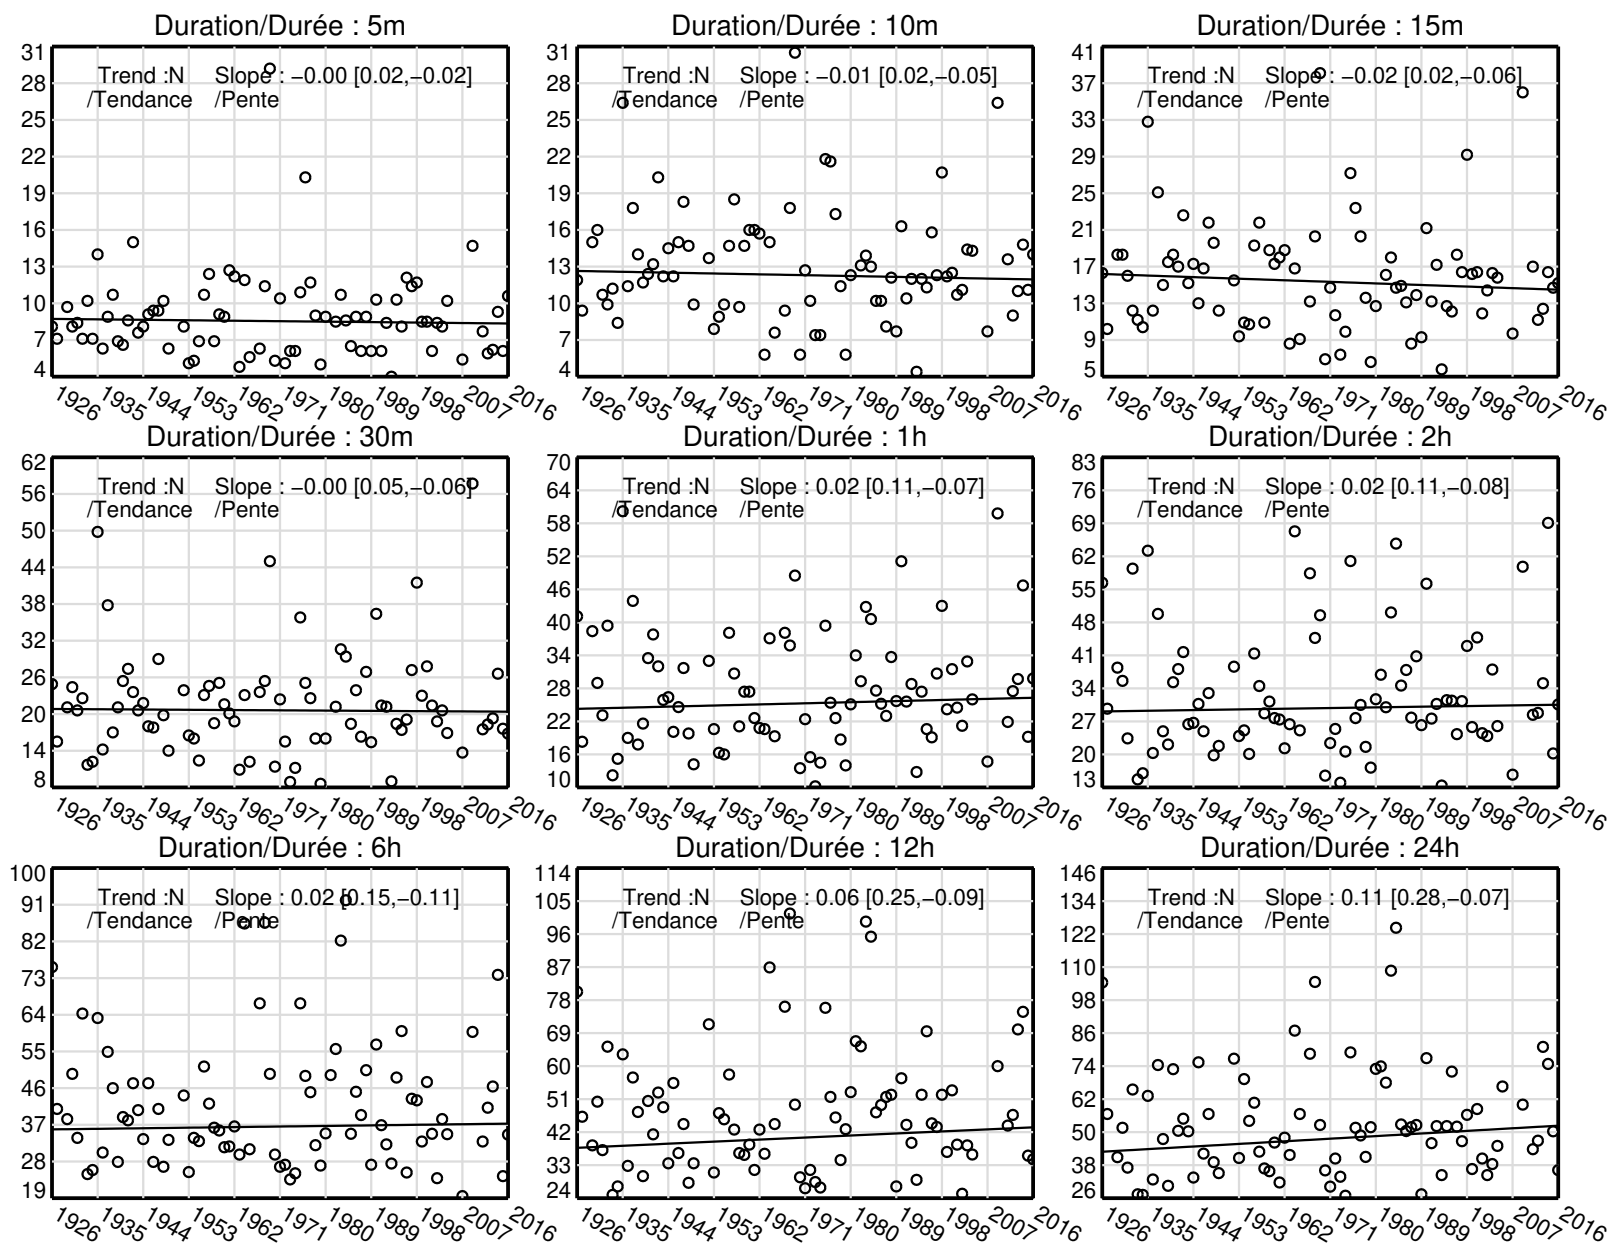 Duration/Durée : 5m
Trend :N Slope : −0.00 [0.02,−0.02]
/Tendance /Pente
31
28
25
22
19
16
13
10
7
4
1926 1935 1944 1953 1962 1971 1980 1989 1998 2007 2016
Duration/Durée : 10m
Trend :N Slope : −0.01 [0.02,−0.05]
/Tendance /Pente
31
28
25
22
19
16
13
10
7
4
1926 1935 1944 1953 1962 1971 1980 1989 1998 2007 2016
Duration/Durée : 15m
Trend :N Slope : −0.02 [0.02,−0.06]
/Tendance /Pente
41
37
33
29
25
21
17
13
9
5
1926 1935 1944 1953 1962 1971 1980 1989 1998 2007 2016
Duration/Durée : 30m
Trend :N Slope : −0.00 [0.05,−0.06]
/Tendance /Pente
62
56
50
44
38
32
26
20
14
8
1926 1935 1944 1953 1962 1971 1980 1989 1998 2007 2016
Duration/Durée : 1h
Trend :N Slope : 0.02 [0.11,−0.07]
/Tendance /Pente
70
64
58
52
46
40
34
28
22
16
10
1926 1935 1944 1953 1962 1971 1980 1989 1998 2007 2016
Duration/Durée : 2h
Trend :N Slope : 0.02 [0.11,−0.08]
/Tendance /Pente
83
76
69
62
55
48
41
34
27
20
13
1926 1935 1944 1953 1962 1971 1980 1989 1998 2007 2016
Duration/Durée : 6h
Trend :N Slope : 0.02 [0.15,−0.11]
/Tendance /Pente
100
91
82
73
64
55
46
37
28
19
1926 1935 1944 1953 1962 1971 1980 1989 1998 2007 2016
Duration/Durée : 12h
Trend :N Slope : 0.06 [0.25,−0.09]
/Tendance /Pente
114
105
96
87
78
69
60
51
42
33
24
1926 1935 1944 1953 1962 1971 1980 1989 1998 2007 2016
Duration/Durée : 24h
Trend :N Slope : 0.11 [0.28,−0.07]
/Tendance /Pente
146
134
122
110
98
86
74
62
50
38
26
1926 1935 1944 1953 1962 1971 1980 1989 1998 2007 2016